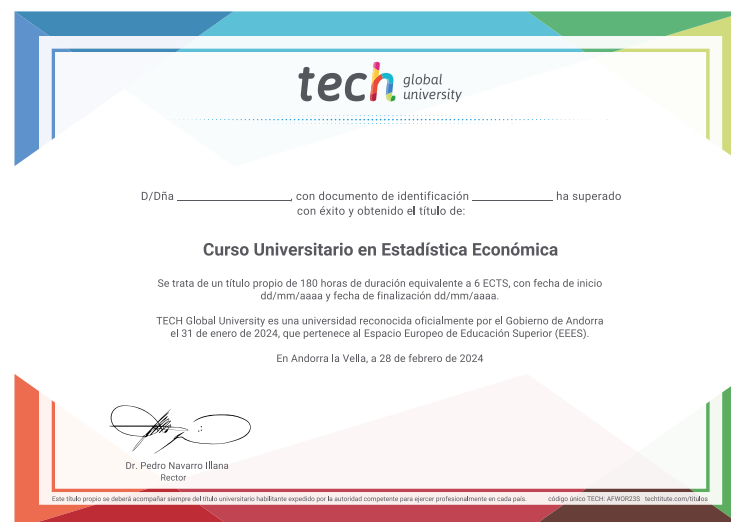 tech global university
D/Dña ____________________, con documento de identificación ______________ ha superado
con éxito y obtenido el título de:
Curso Universitario en Estadística Económica
Se trata de un título propio de 180 horas de duración equivalente a 6 ECTS, con fecha de inicio
dd/mm/aaaa y fecha de finalización dd/mm/aaaa.
TECH Global University es una universidad reconocida oficialmente por el Gobierno de Andorra
el 31 de enero de 2024, que pertenece al Espacio Europeo de Educación Superior (EEES).
En Andorra la Vella, a 28 de febrero de 2024
Dr. Pedro Navarro Illana
Rector
Este título propio se deberá acompañar siempre del título universitario habilitante expedido por la autoridad competente para ejercer profesionalmente en cada país. código único TECH: AFWOR23S techtitute.com/titulos